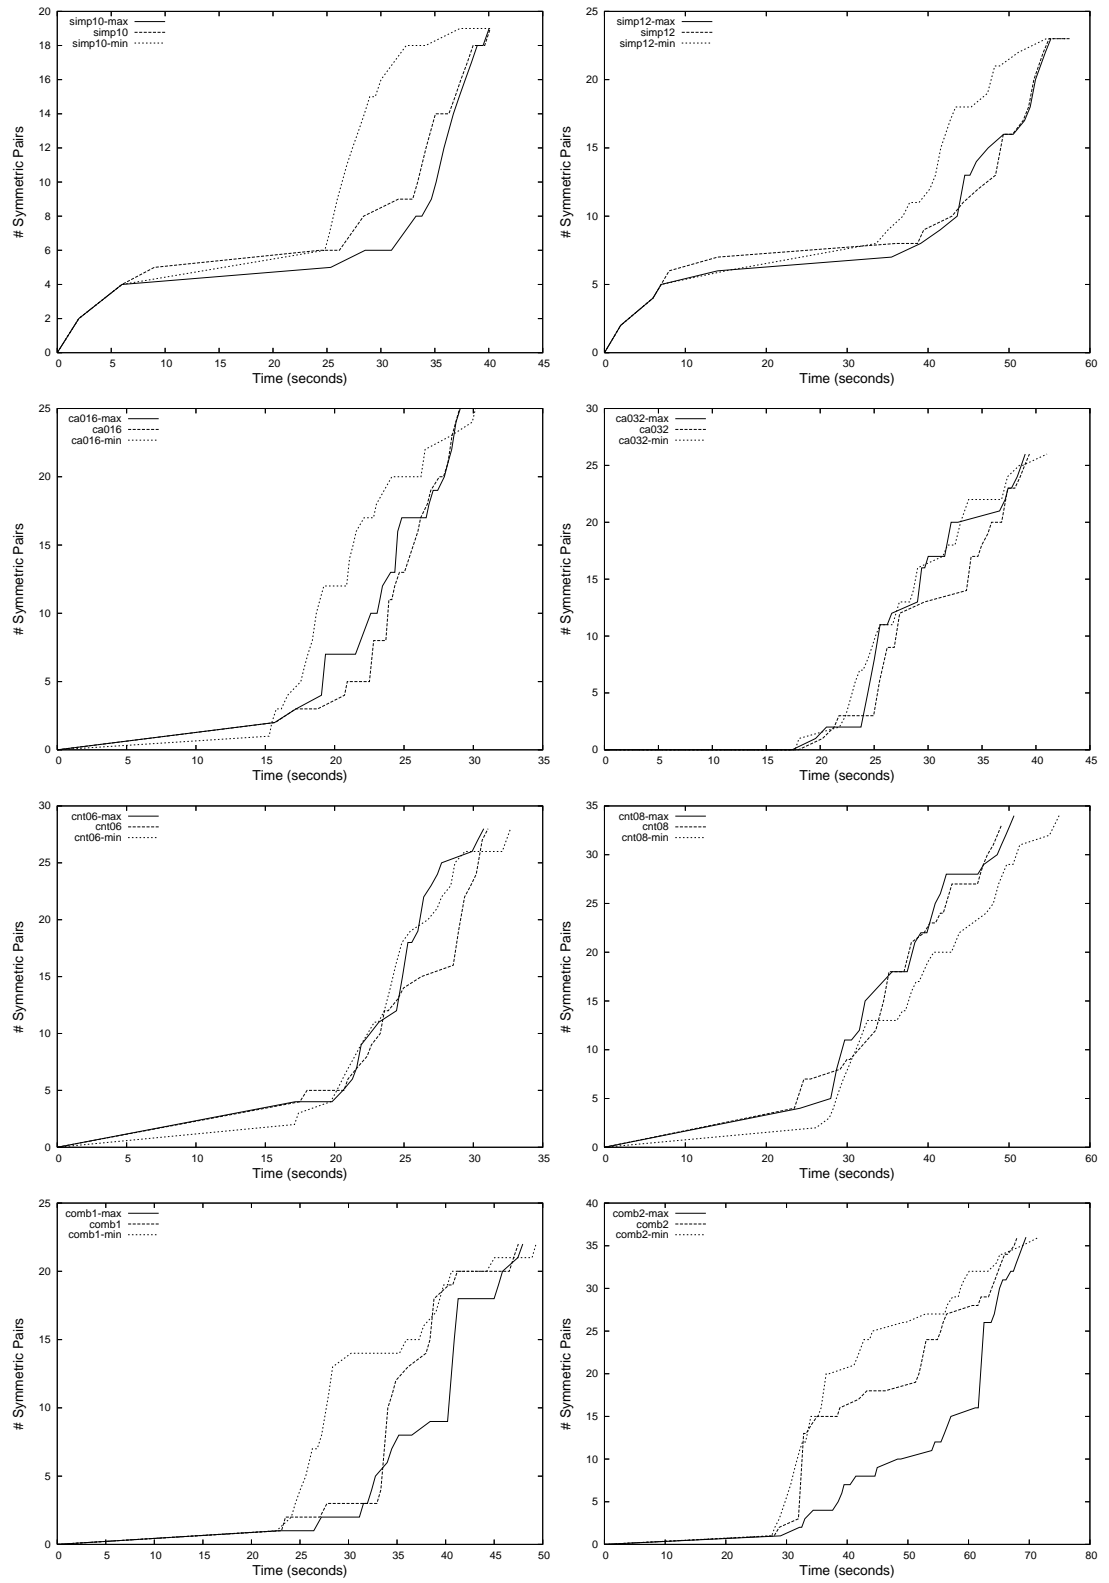 20
18
16
14
12
10
8
6
4
2
0
# Symmetric Pairs
simp10-max
simp10
simp10-min
0 5 10 15 20 25 30 35 40 45
Time (seconds)
25
20
15
10
5
0
# Symmetric Pairs
simp12-max
simp12
simp12-min
0 10 20 30 40 50 60
Time (seconds)
25
20
15
10
5
0
# Symmetric Pairs
ca016-max
ca016
ca016-min
0 5 10 15 20 25 30 35
Time (seconds)
30
25
20
15
10
5
0
# Symmetric Pairs
ca032-max
ca032
ca032-min
0 5 10 15 20 25 30 35 40 45
Time (seconds)
30
25
20
15
10
5
0
# Symmetric Pairs
cnt06-max
cnt06
cnt06-min
0 5 10 15 20 25 30 35
Time (seconds)
35
30
25
20
15
10
5
0
# Symmetric Pairs
cnt08-max
cnt08
cnt08-min
0 10 20 30 40 50 60
Time (seconds)
25
20
15
10
5
0
# Symmetric Pairs
comb1-max
comb1
comb1-min
0 5 10 15 20 25 30 35 40 45 50
Time (seconds)
40
35
30
25
20
15
10
5
0
# Symmetric Pairs
comb2-max
comb2
comb2-min
0 10 20 30 40 50 60 70 80
Time (seconds)